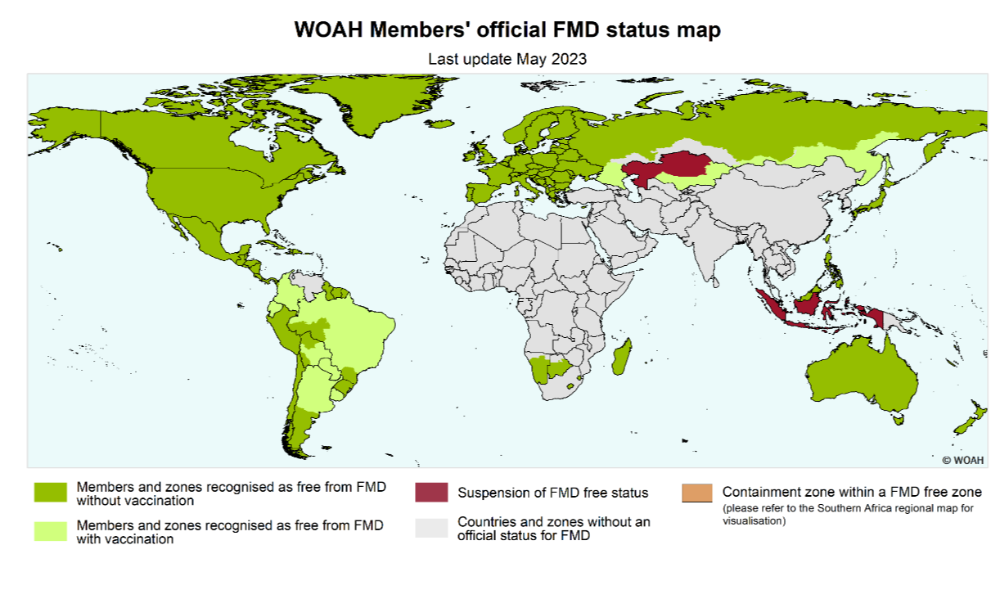 WOAH Members' official FMD status map
Last update May 2023
© WOAH
Members and zones recognised as free from FMD
without vaccination
Members and zones recognised as free from FMD
with vaccination
Suspension of FMD free status
Countries and zones without an
official status for FMD
Containment zone within a FMD free zone
(please refer to the Southern Africa regional map for
visualisation)